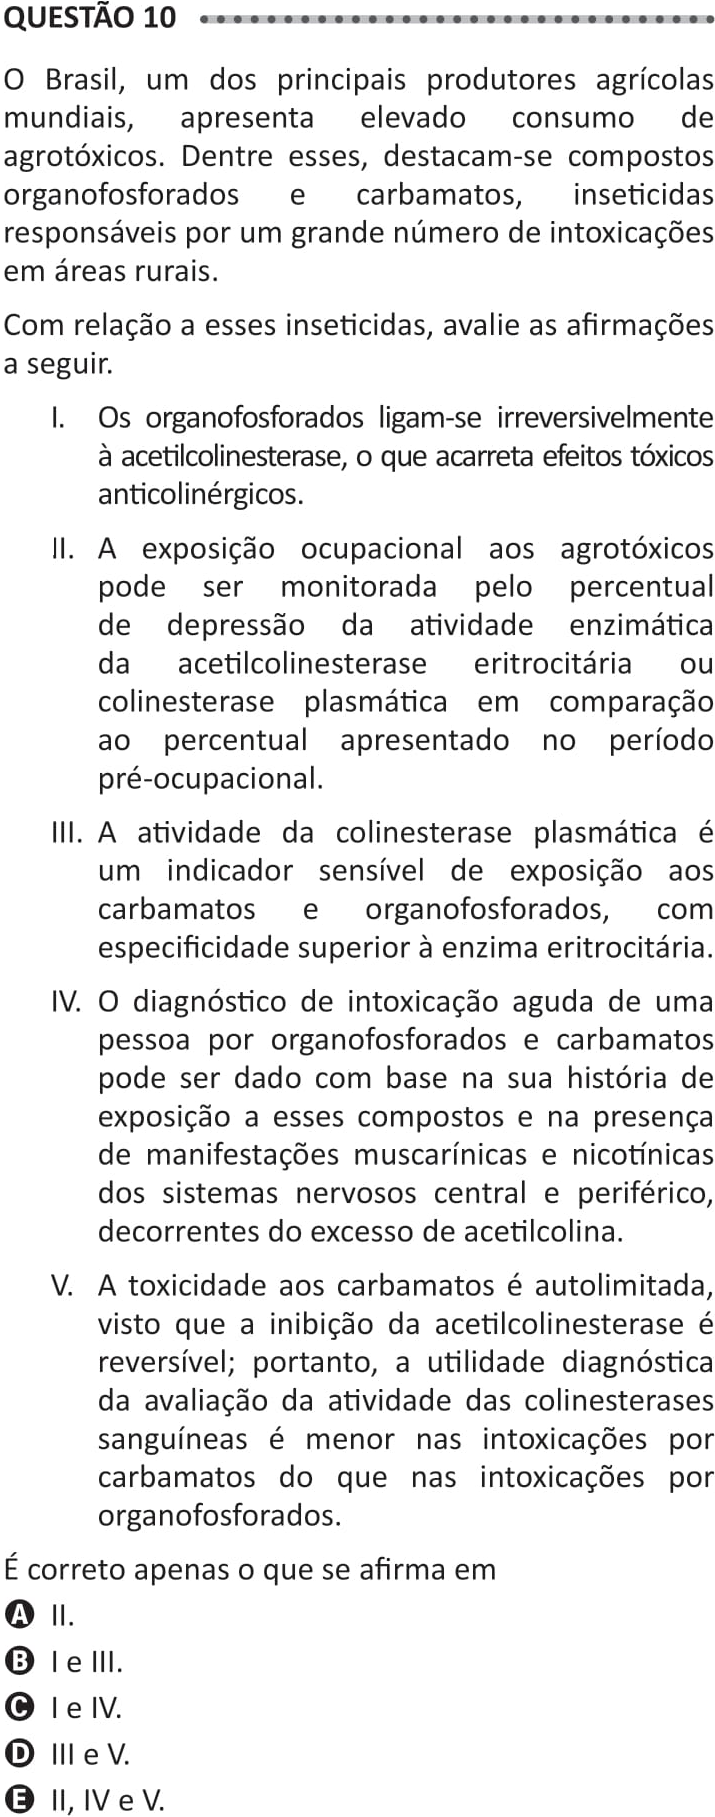 QUESTÃO 10
O Brasil, um dos principais produtores agrícolas
mundiais, apresenta elevado consumo de
agrotóxicos. Dentre esses, destacam-se compostos
organofosforados e carbamatos, inseticidas
responsáveis por um grande número de intoxicações
em áreas rurais.
Com relação a esses inseticidas, avalie as afirmações
a seguir.
I. Os organofosforados ligam-se irreversivelmente
à acetilcolinesterase, o que acarreta efeitos tóxicos
anticolinérgicos.
II. A exposição ocupacional aos agrotóxicos
pode ser monitorada pelo percentual
de depressão da atividade enzimática
da acetilcolinesterase eritrocitária ou
colinesterase plasmática em comparação
ao percentual apresentado no período
pré-ocupacional.
III. A atividade da colinesterase plasmática é
um indicador sensível de exposição aos
carbamatos e organofosforados, com
especificidade superior à enzima eritrocitária.
IV. O diagnóstico de intoxicação aguda de uma
pessoa por organofosforados e carbamatos
pode ser dado com base na sua história de
exposição a esses compostos e na presença
de manifestações muscarínicas e nicotínicas
dos sistemas nervosos central e periférico,
decorrentes do excesso de acetilcolina.
V. A toxicidade aos carbamatos é autolimitada,
visto que a inibição da acetilcolinesterase é
reversível; portanto, a utilidade diagnóstica
da avaliação da atividade das colinesterases
sanguíneas é menor nas intoxicações por
carbamatos do que nas intoxicações por
organofosforados.
É correto apenas o que se afirma em
A II.
B I e III.
C I e IV.
D III e V.
E II, IV e V.